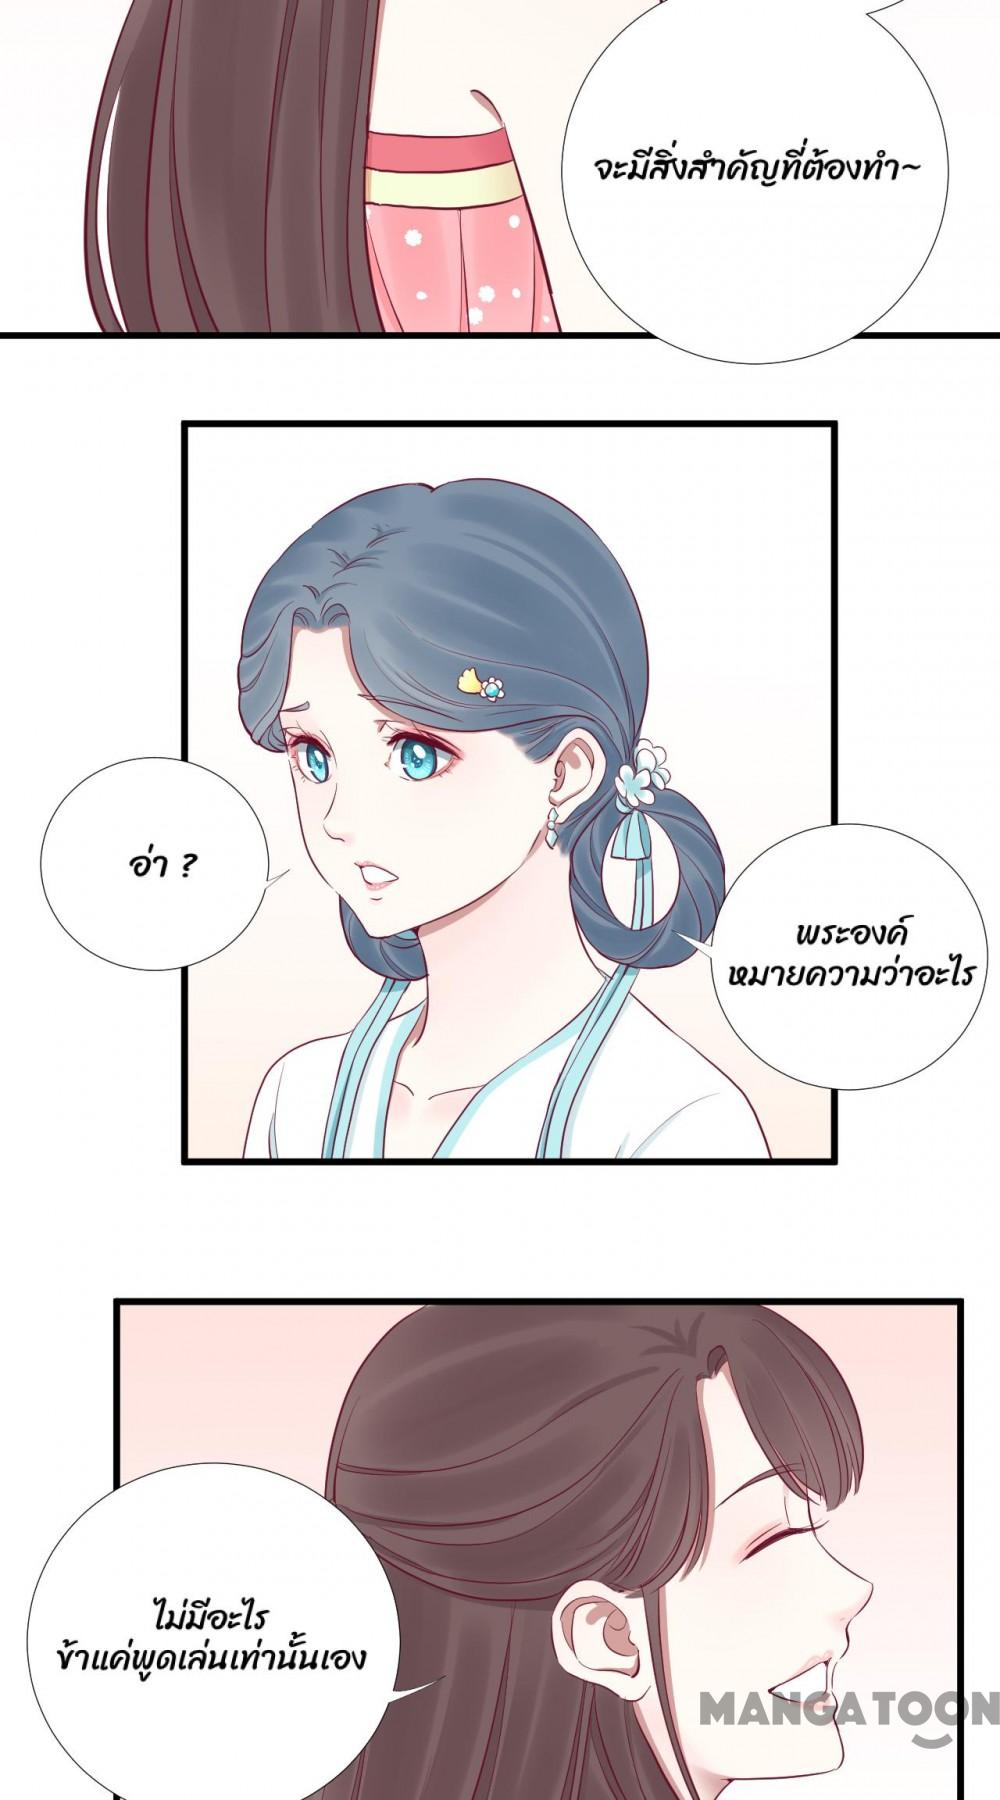 จะมีสิ่งสำคัญที่ต้องทำ~
อ่า ?
พระองค์
หมายความว่าอะไร
ไม่มีอะไร
ข้าแค่พูดเล่นเท่านั้นเอง
MANGATOON